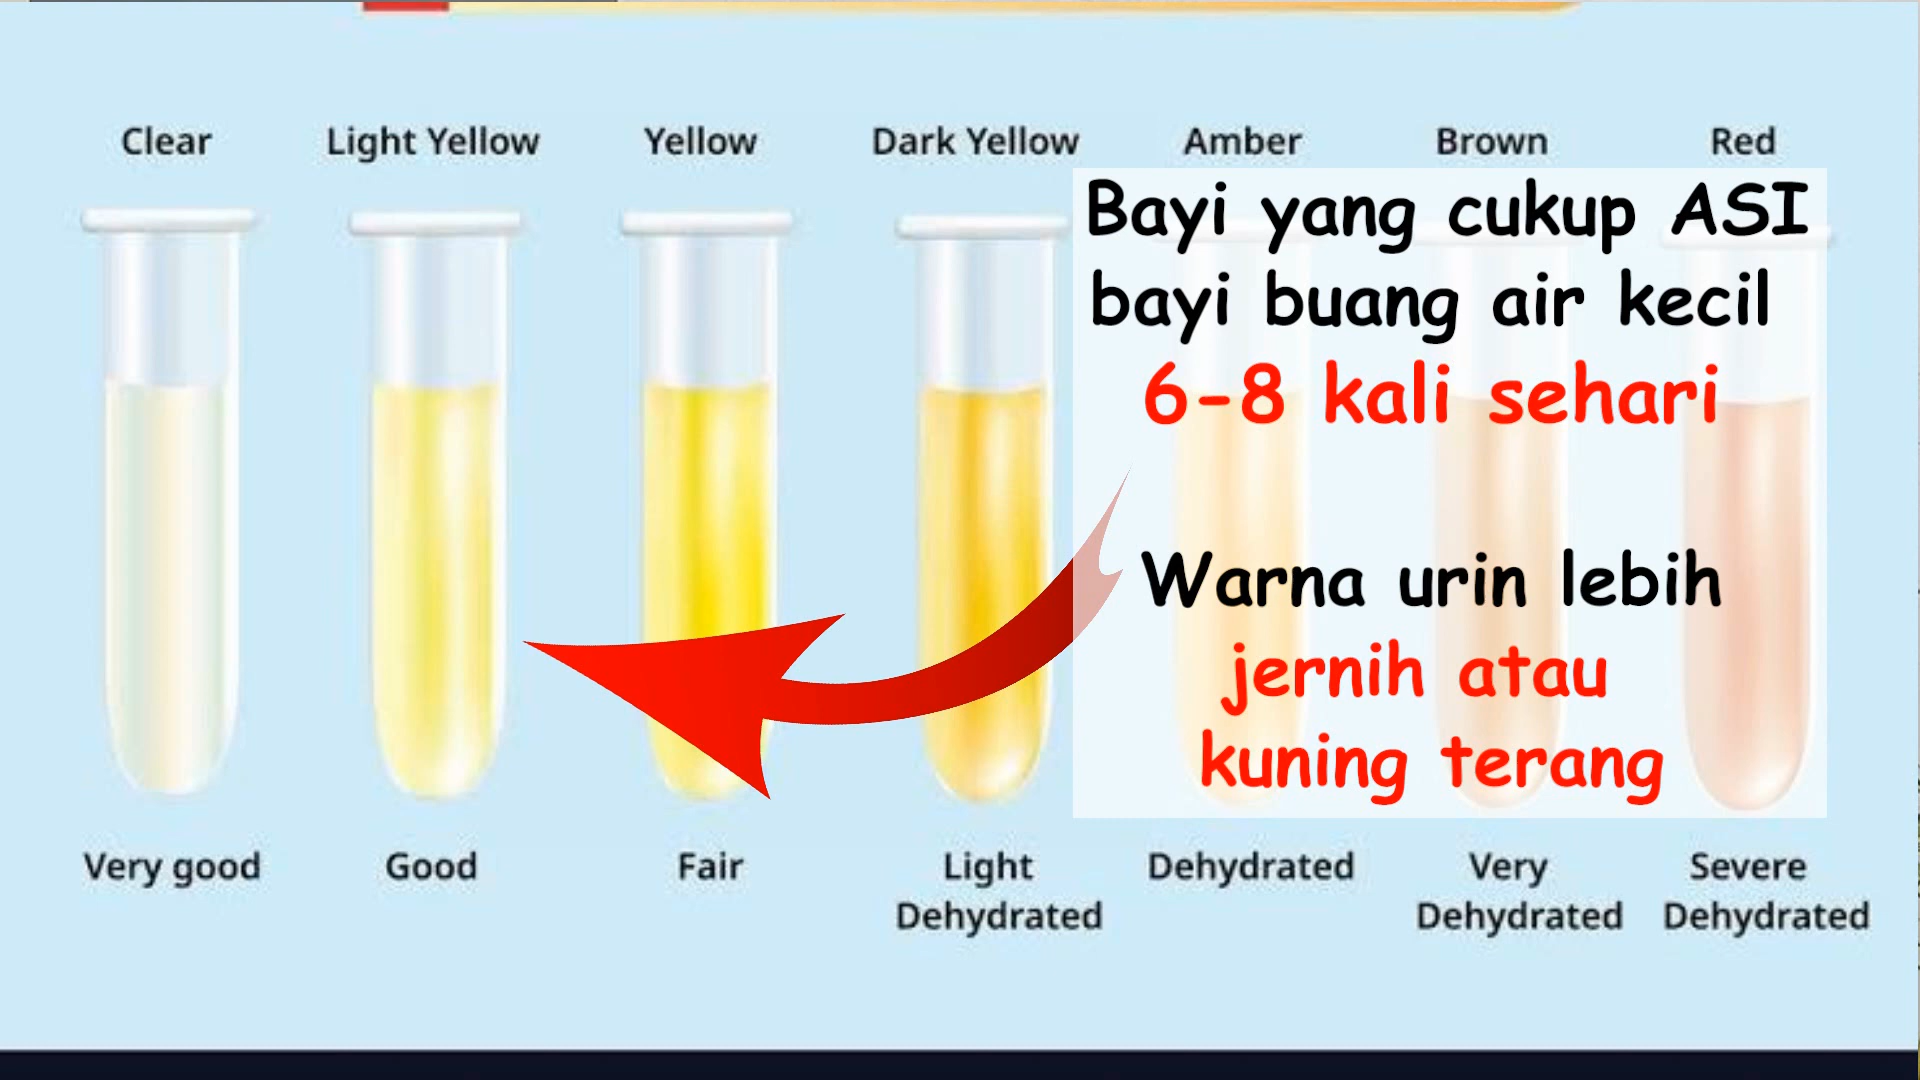 Clear
Light Yellow
Yellow
Dark Yellow
Amber
Brown
Red
Bayi yang cukup ASI
bayi buang air kecil
6-8 kali sehari
Warna urin lebih
jernih atau
kuning terang
Very good
Good
Fair
Light
Dehydrated
Dehydrated
Very
Dehydrated
Severe
Dehydrated